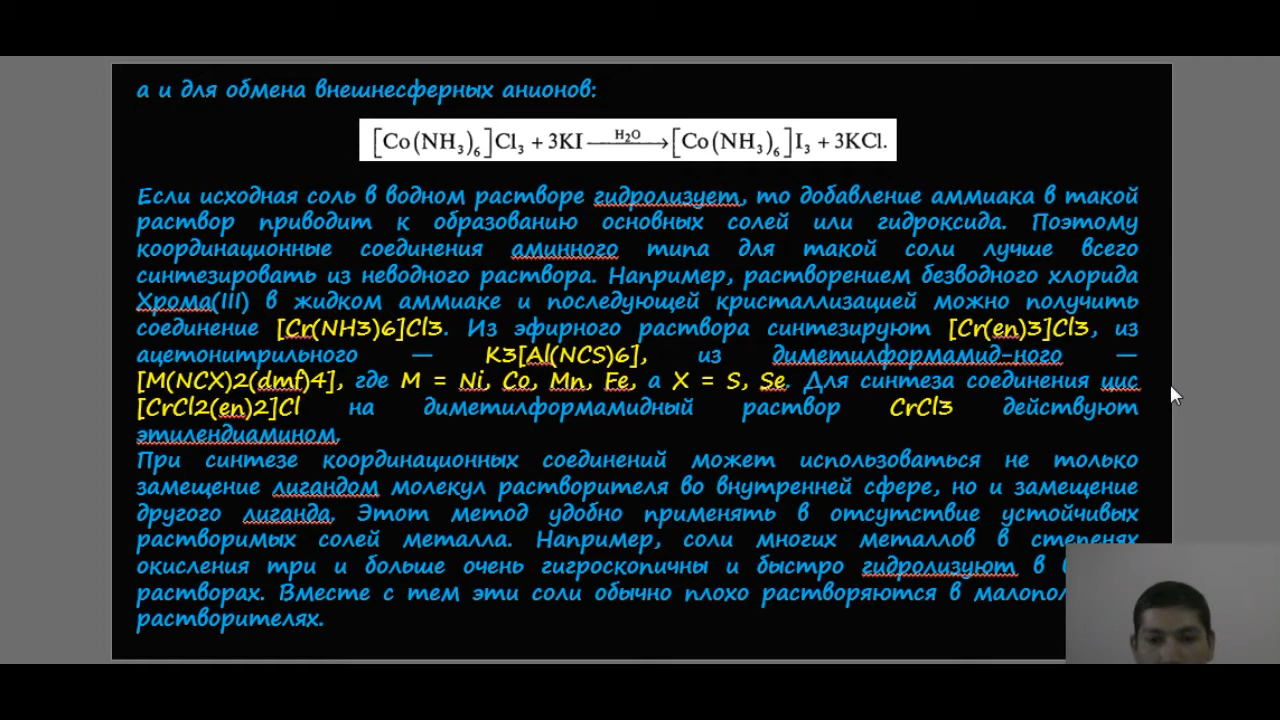 а и для обмена внешнесферных анионов:
[Co(NH₃)₆]Cl₃ + 3KI —H₂O→ [Co(NH₃)₆]I₃ + 3KCl.
Если исходная соль в водном растворе гидролизует, то добавление аммиака в такой
раствор приводит к образованию основных солей или гидроксида. Поэтому
координационные соединения аминного типа для такой соли лучше всего
синтезировать из неводного раствора. Например, растворением безводного хлорида
Хрома(III) в жидком аммиаке и последующей кристаллизацией можно получить
соединение [Cr(NH3)6]Cl3. Из эфирного раствора синтезируют [Cr(en)3]Cl3, из
ацетонитрильного — K3[Al(NCS)6], из диметилформамид-ного —
[M(NCX)2(dmf)4], где M = Ni, Co, Mn, Fe, а X = S, Se. Для синтеза соединения цис
[CrCl2(en)2]Cl на диметилформамидный раствор CrCl3 действуют
этилендиамином.
При синтезе координационных соединений может использоваться не только
замещение лигандом молекул растворителя во внутренней сфере, но и замещение
другого лиганда. Этот метод удобно применять в отсутствие устойчивых
растворимых солей металла. Например, соли многих металлов в степенях
окисления три и больше очень гигроскопичны и быстро гидролизуют в
растворах. Вместе с тем эти соли обычно плохо растворяются в
растворителях.